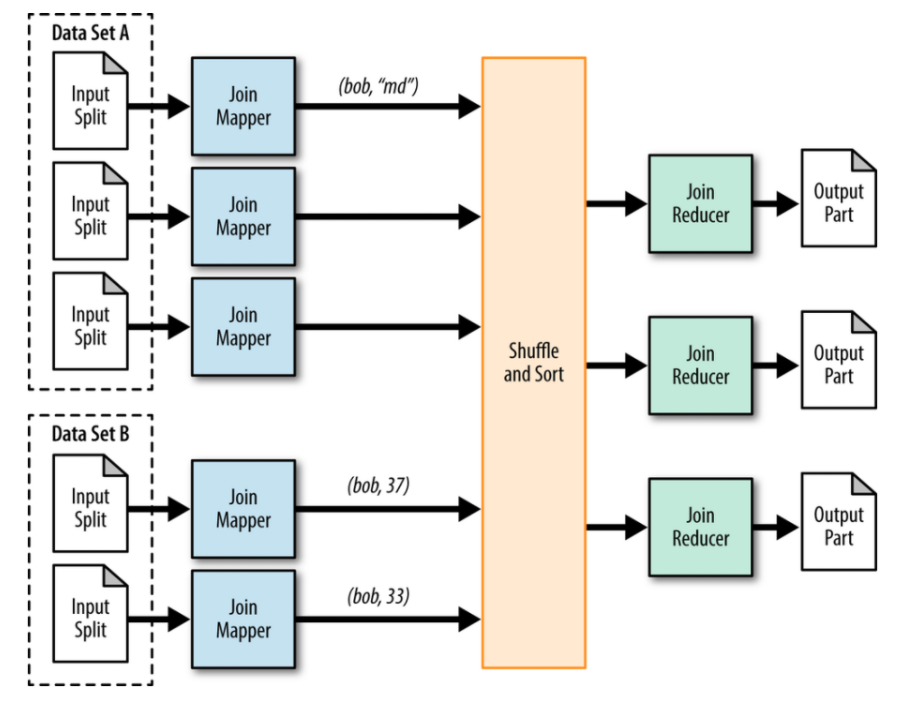 Data Set A
Input
Split
Join
Mapper
(bob, “md”)
Input
Split
Join
Mapper
Input
Split
Join
Mapper
Data Set B
Input
Split
Join
Mapper
(bob, 37)
Input
Split
Join
Mapper
(bob, 33)
Shuffle
and Sort
Join
Reducer
Output
Part
Join
Reducer
Output
Part
Join
Reducer
Output
Part